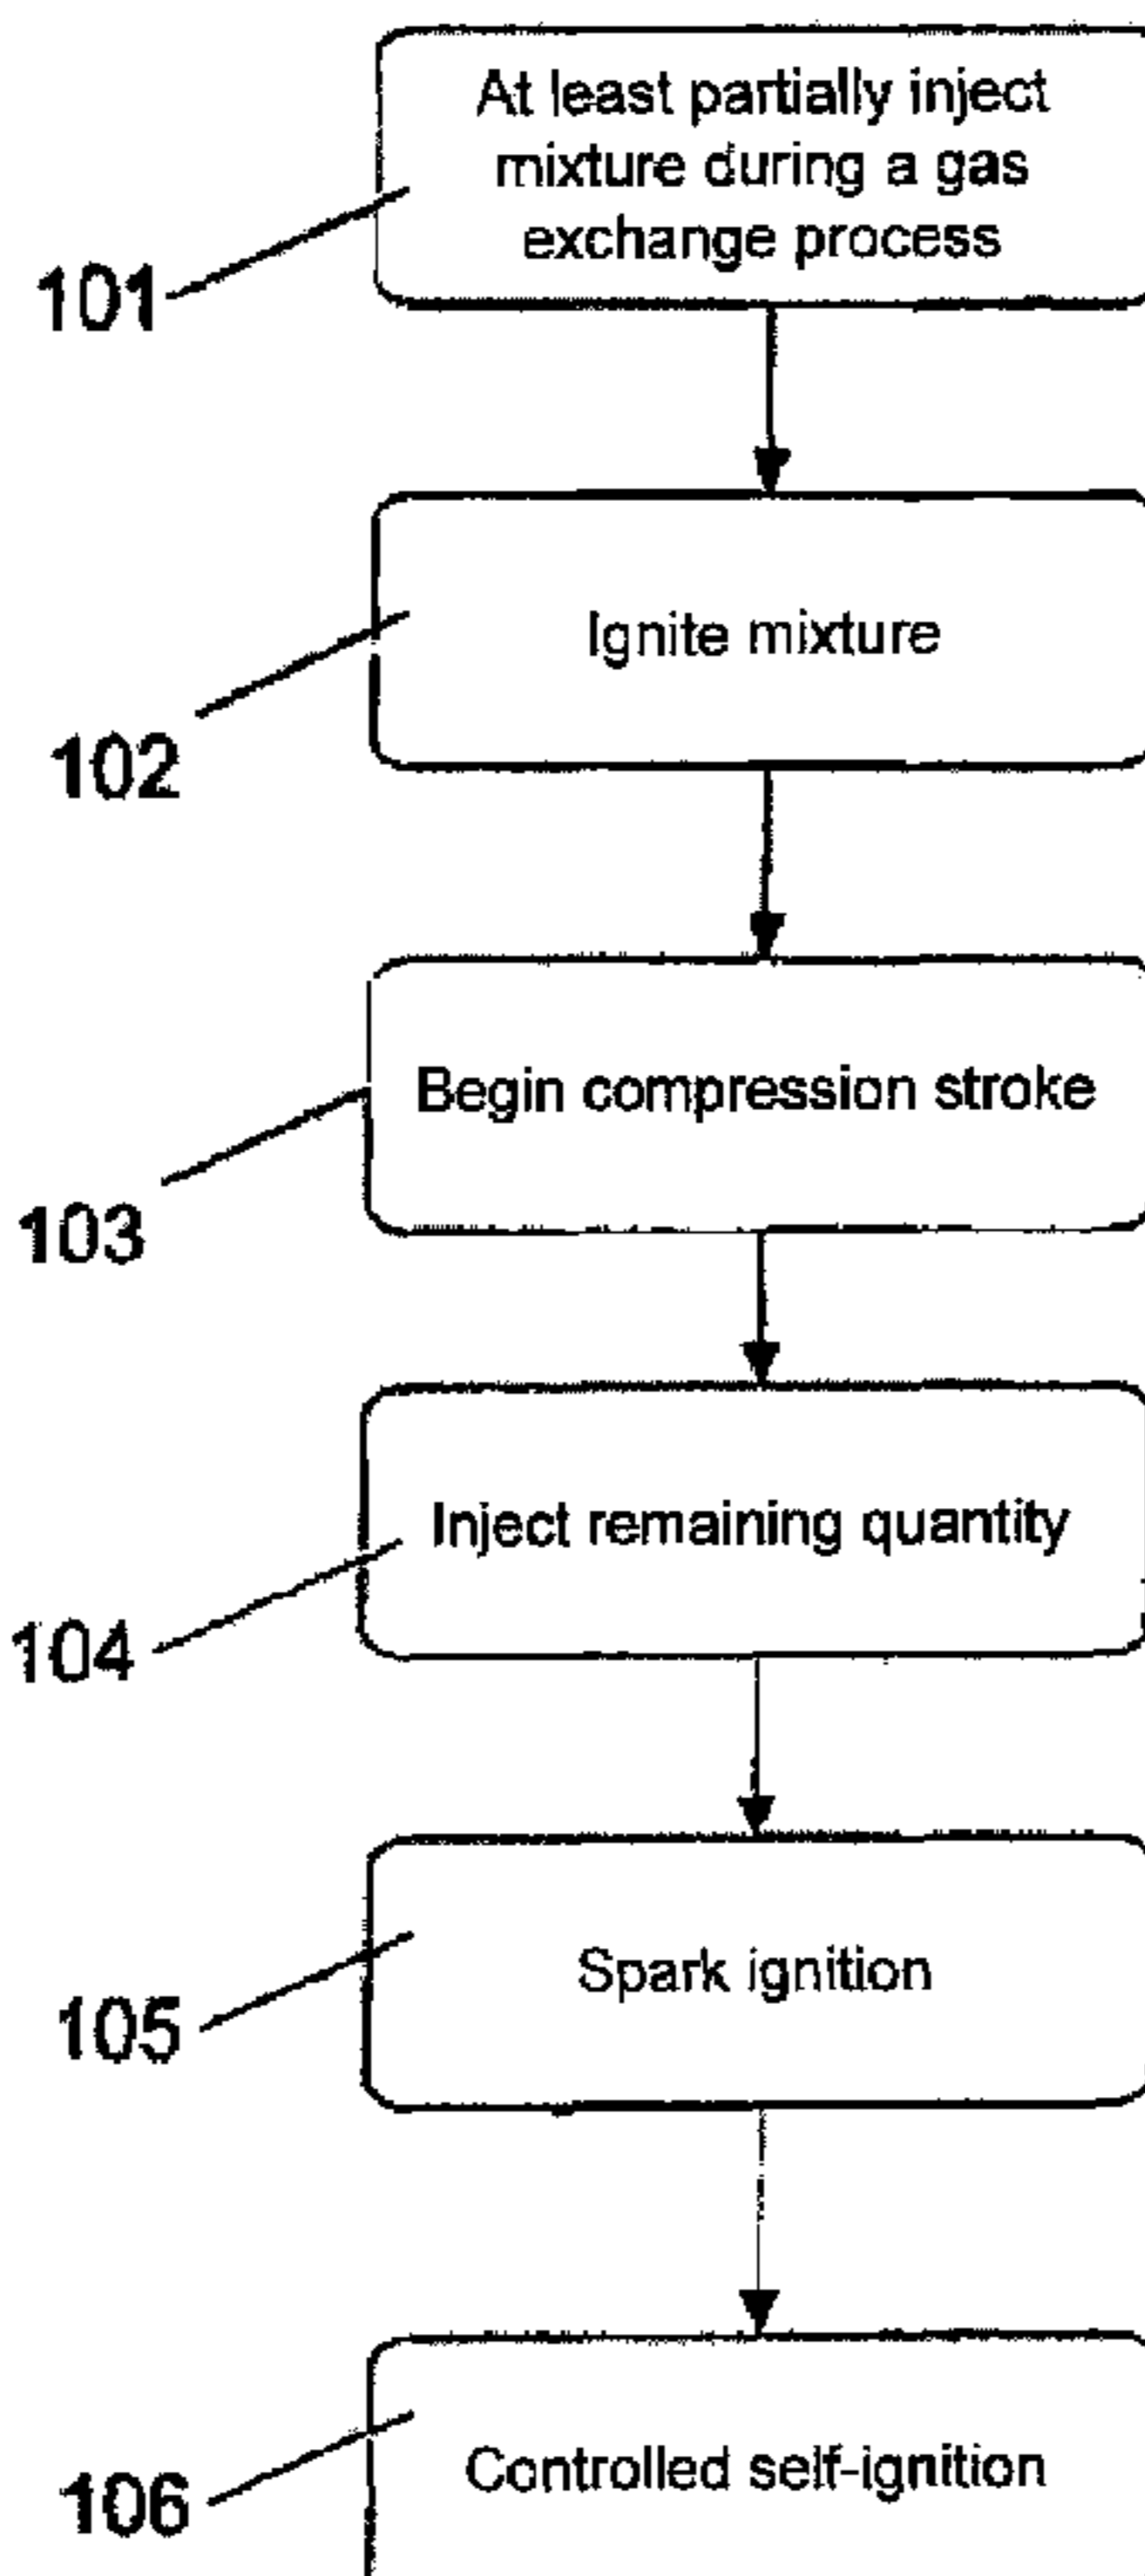 At least partially inject
mixture during a gas
exchange process
101
Ignite mixture
102
Begin compression stroke
103
Inject remaining quantity
104
Spark ignition
105
Controlled self-ignition
106